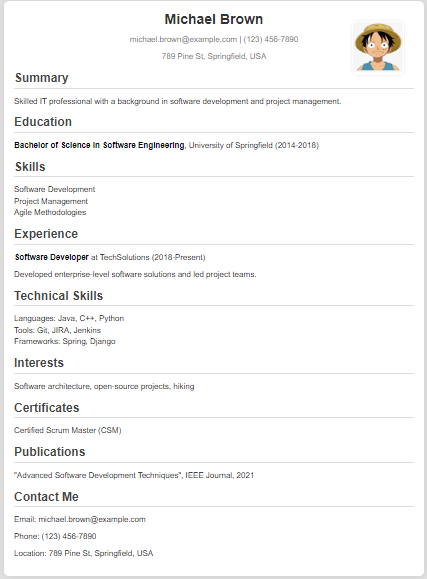 Michael Brown
michael.brown@example.com | (123) 456-7890
789 Pine St, Springfield, USA
Summary
Skilled IT professional with a background in software development and project management.
Education
Bachelor of Science in Software Engineering, University of Springfield (2014-2018)
Skills
Software Development
Project Management
Agile Methodologies
Experience
Software Developer at TechSolutions (2018-Present)
Developed enterprise-level software solutions and led project teams.
Technical Skills
Languages: Java, C++, Python
Tools: Git, JIRA, Jenkins
Frameworks: Spring, Django
Interests
Software architecture, open-source projects, hiking
Certificates
Certified Scrum Master (CSM)
Publications
"Advanced Software Development Techniques", IEEE Journal, 2021
Contact Me
Email: michael.brown@example.com
Phone: (123) 456-7890
Location: 789 Pine St, Springfield, USA